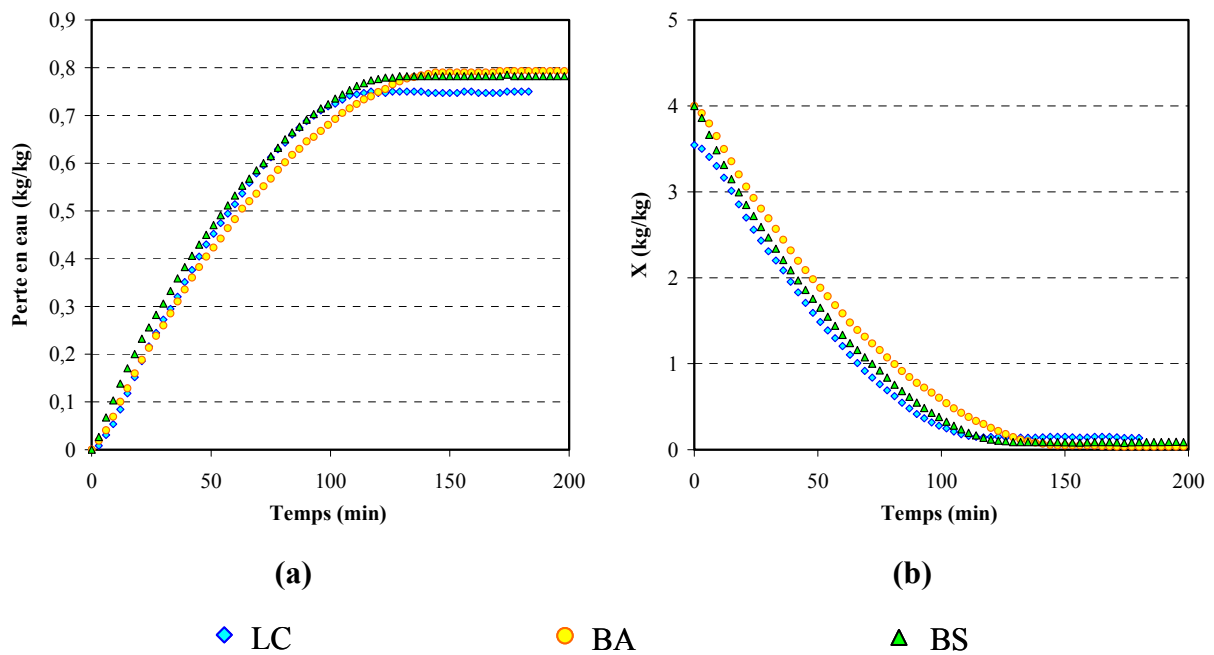 0,9
0,8
0,7
0,6
0,5
0,4
0,3
0,2
0,1
0
Perte en eau (kg/kg)
0 50 100 150 200
Temps (min)
(a)
5
4
3
2
1
0
X (kg/kg)
0 50 100 150 200
Temps (min)
(b)
LC BA BS